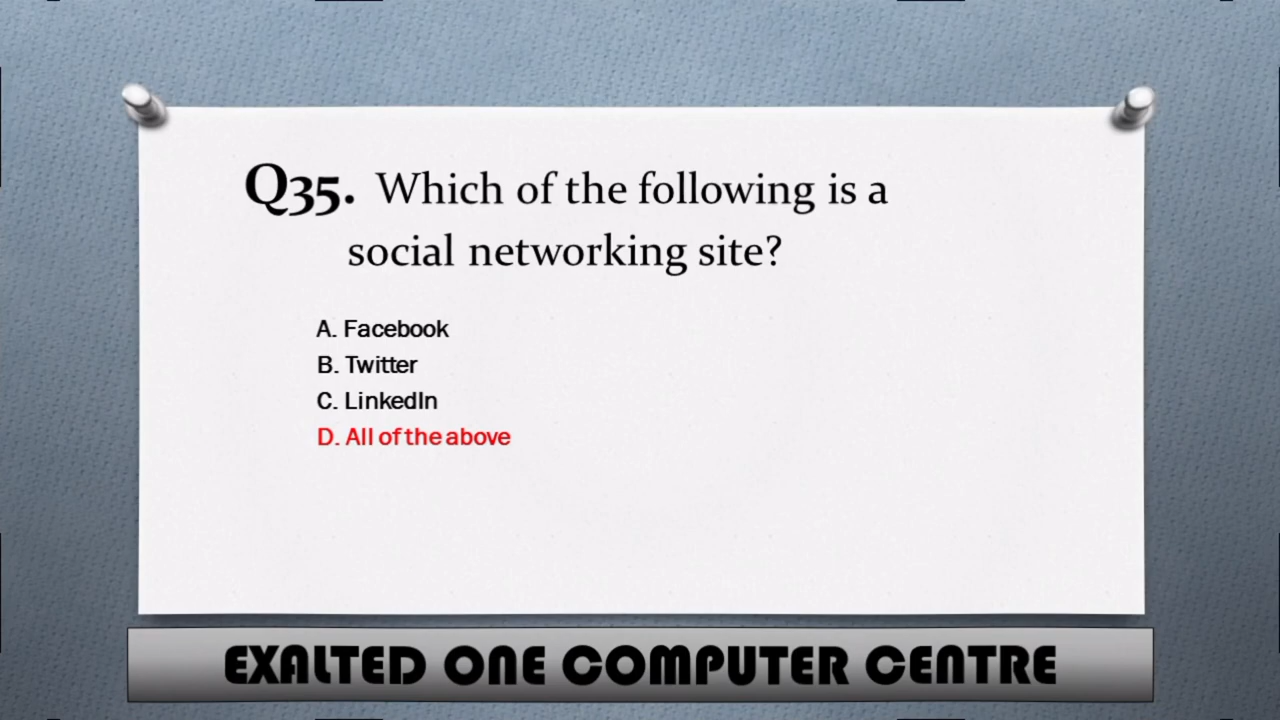 Q35. Which of the following is a
social networking site?
A. Facebook
B. Twitter
C. LinkedIn
D. All of the above
EXALTED ONE COMPUTER CENTRE